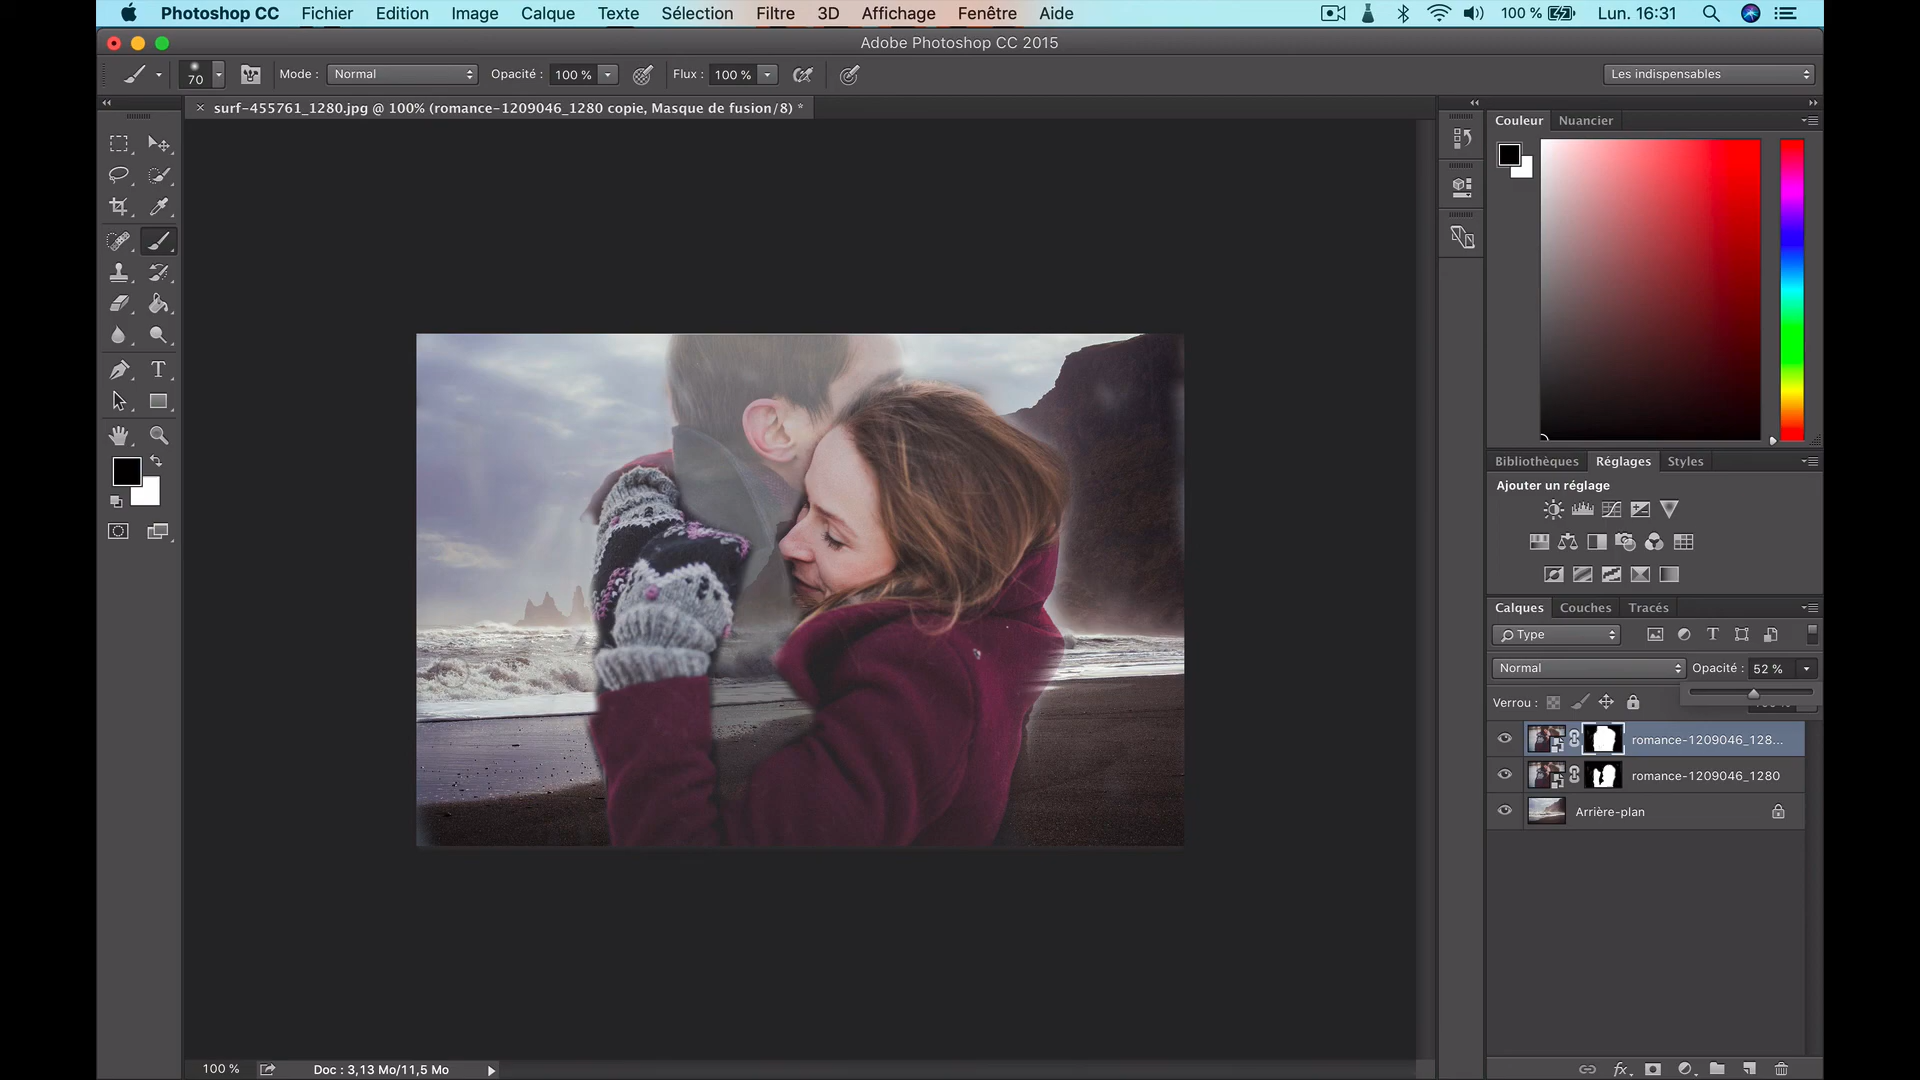 Photoshop CC Fichier Edition Image Calque Texte Sélection Filtre 3D Affichage Fenêtre Aide 100 % Lun. 16:31
Adobe Photoshop CC 2015
70 Mode : Normal Opacité : 100 % Flux : 100 % Les indispensables
surf-455761_1280.jpg @ 100% (romance-1209046_1280 copie, Masque de fusion/8) *
Couleur Nuancier
Bibliothèques Réglages Styles
Ajouter un réglage
Calques Couches Tracés
Type
Normal Opacité : 52 %
Verrou :
romance-1209046_128...
romance-1209046_1280
Arrière-plan
100 % Doc : 3,13 Mo/11,5 Mo